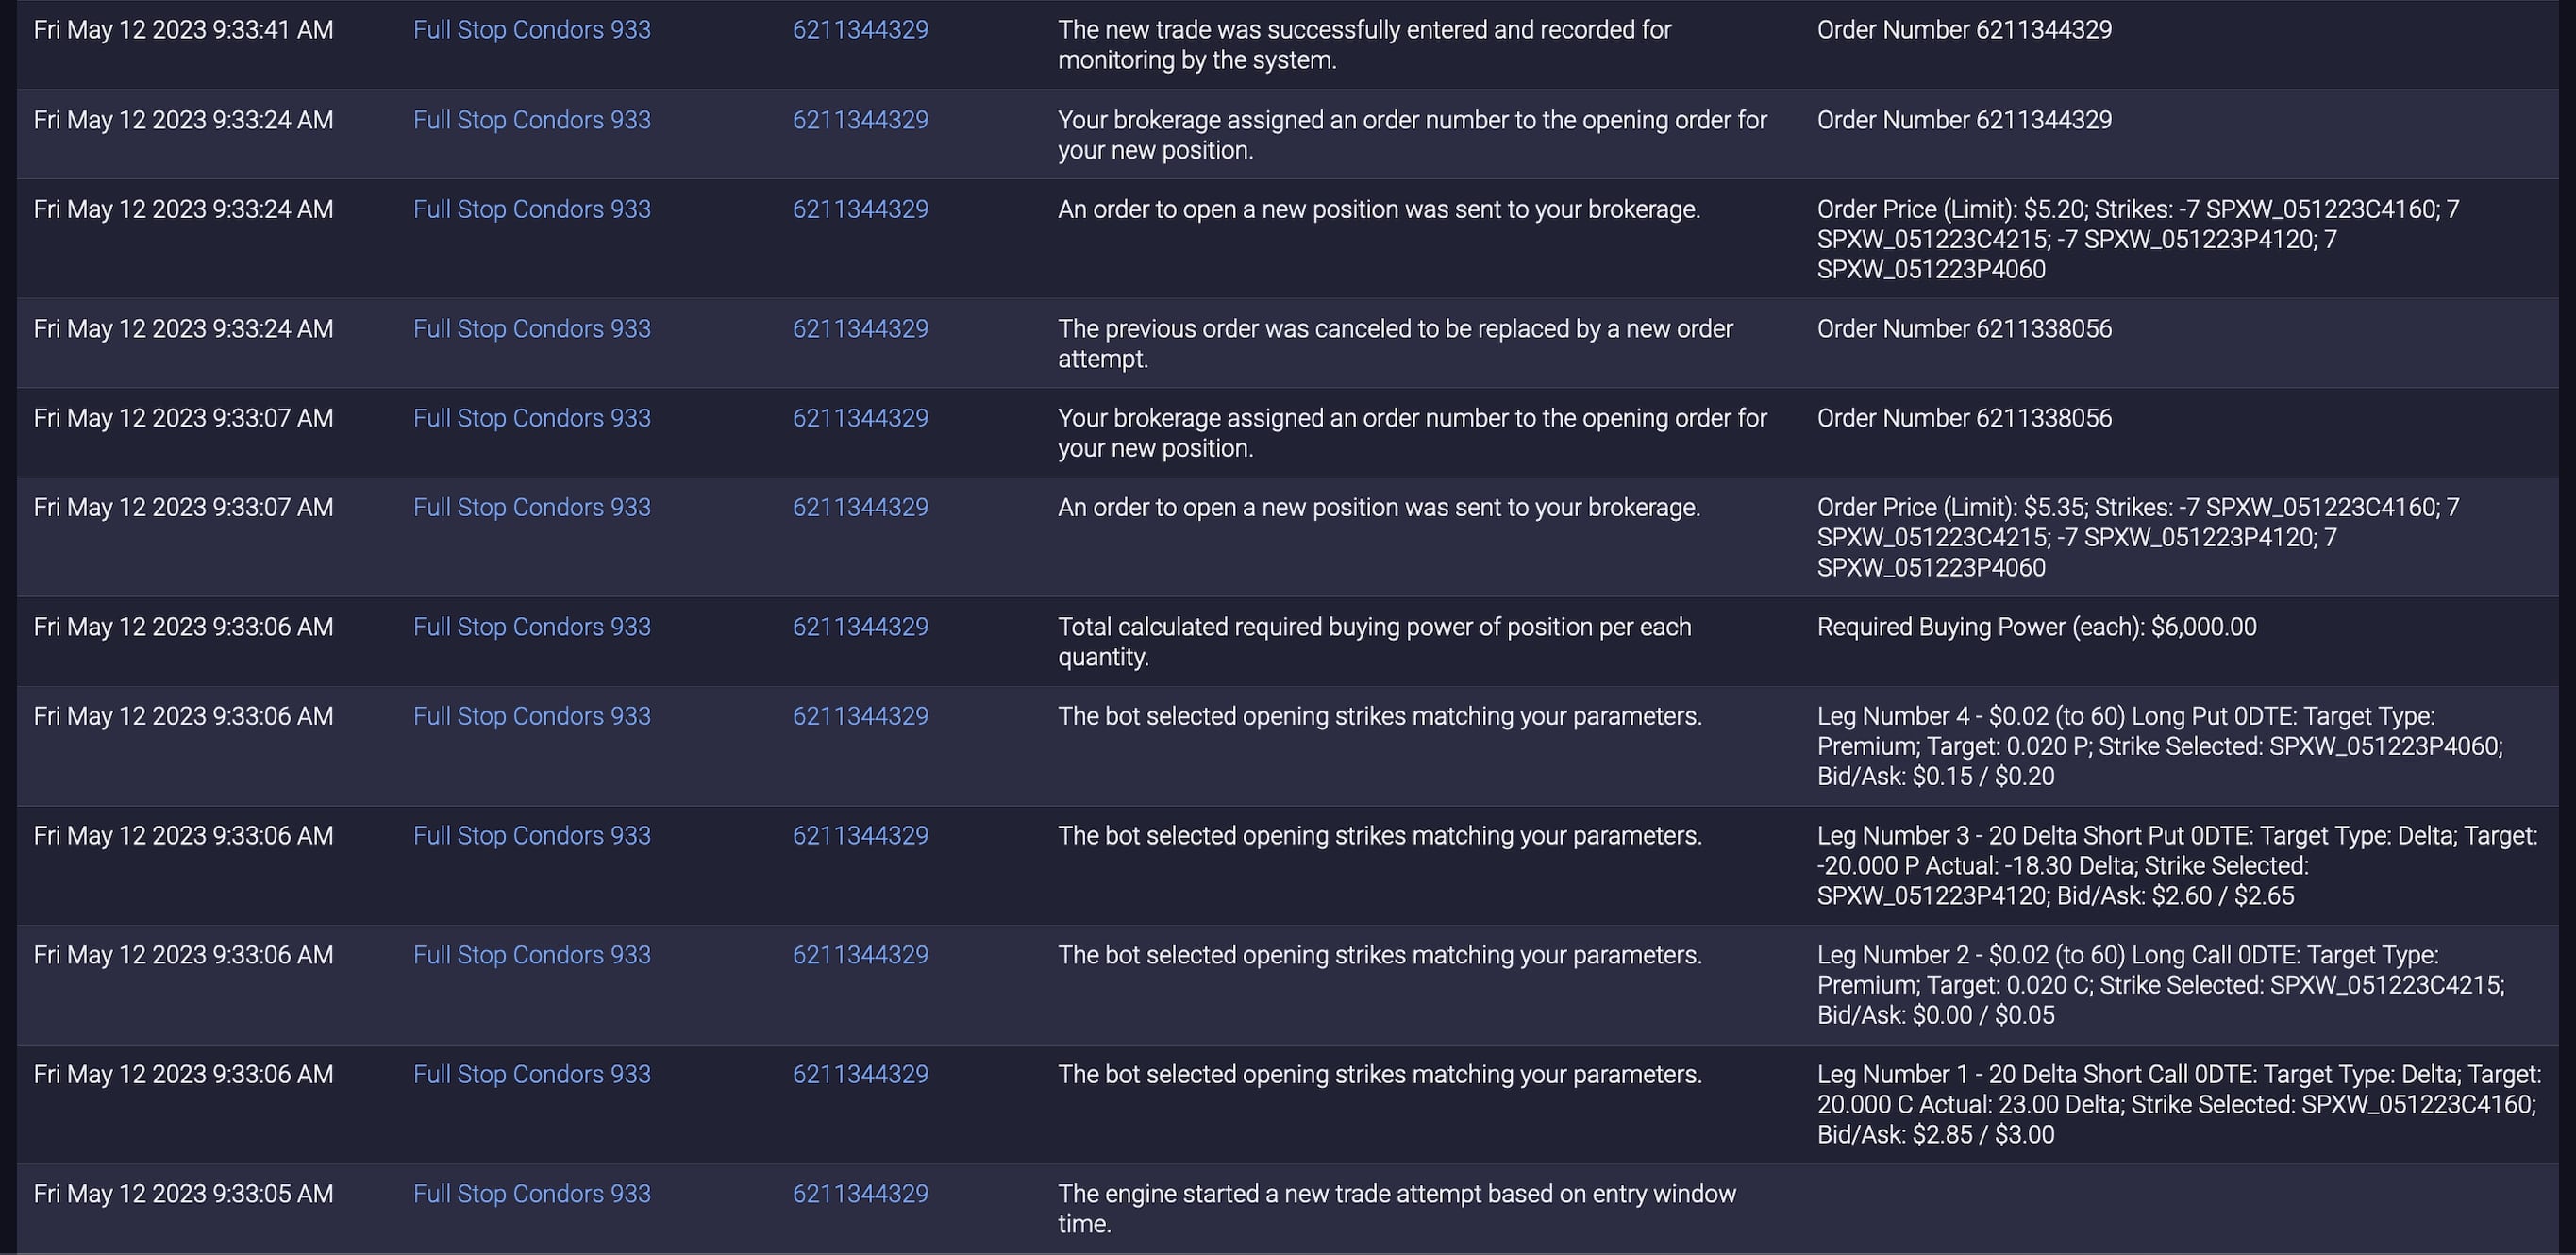 Fri May 12 2023 9:33:41 AM Full Stop Condors 933 6211344329 The new trade was successfully entered and recorded for Order Number 6211344329
monitoring by the system.
Fri May 12 2023 9:33:24 AM Full Stop Condors 933 6211344329 Your brokerage assigned an order number to the opening order for Order Number 6211344329
your new position.
Fri May 12 2023 9:33:24 AM Full Stop Condors 933 6211344329 An order to open a new position was sent to your brokerage. Order Price (Limit): $5.20; Strikes: -7 SPXW_051223C4160; 7
SPXW_051223C4215; -7 SPXW_051223P4120; 7
SPXW_051223P4060
Fri May 12 2023 9:33:24 AM Full Stop Condors 933 6211344329 The previous order was canceled to be replaced by a new order Order Number 6211338056
attempt.
Fri May 12 2023 9:33:07 AM Full Stop Condors 933 6211344329 Your brokerage assigned an order number to the opening order for Order Number 6211338056
your new position.
Fri May 12 2023 9:33:07 AM Full Stop Condors 933 6211344329 An order to open a new position was sent to your brokerage. Order Price (Limit): $5.35; Strikes: -7 SPXW_051223C4160; 7
SPXW_051223C4215; -7 SPXW_051223P4120; 7
SPXW_051223P4060
Fri May 12 2023 9:33:06 AM Full Stop Condors 933 6211344329 Total calculated required buying power of position per each Required Buying Power (each): $6,000.00
quantity.
Fri May 12 2023 9:33:06 AM Full Stop Condors 933 6211344329 The bot selected opening strikes matching your parameters. Leg Number 4 - $0.02 (to 60) Long Put 0DTE: Target Type:
Premium; Target: 0.020 P; Strike Selected: SPXW_051223P4060;
Bid/Ask: $0.15 / $0.20
Fri May 12 2023 9:33:06 AM Full Stop Condors 933 6211344329 The bot selected opening strikes matching your parameters. Leg Number 3 - 20 Delta Short Put 0DTE: Target Type: Delta; Target:
-20.000 P Actual: -18.30 Delta; Strike Selected:
SPXW_051223P4120; Bid/Ask: $2.60 / $2.65
Fri May 12 2023 9:33:06 AM Full Stop Condors 933 6211344329 The bot selected opening strikes matching your parameters. Leg Number 2 - $0.02 (to 60) Long Call 0DTE: Target Type:
Premium; Target: 0.020 C; Strike Selected: SPXW_051223C4215;
Bid/Ask: $0.00 / $0.05
Fri May 12 2023 9:33:06 AM Full Stop Condors 933 6211344329 The bot selected opening strikes matching your parameters. Leg Number 1 - 20 Delta Short Call 0DTE: Target Type: Delta; Target:
20.000 C Actual: 23.00 Delta; Strike Selected: SPXW_051223C4160;
Bid/Ask: $2.85 / $3.00
Fri May 12 2023 9:33:05 AM Full Stop Condors 933 6211344329 The engine started a new trade attempt based on entry window
time.